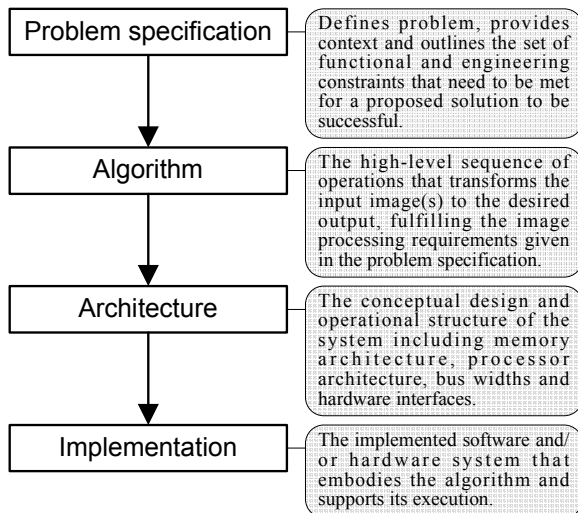 Problem specification
Defines problem, provides
context and outlines the set of
functional and engineering
constraints that need to be met
for a proposed solution to be
successful.
Algorithm
The high-level sequence of
operations that transforms the
input image(s) to the desired
output, fulfilling the image
processing requirements given
in the problem specification.
Architecture
The conceptual design and
operational structure of the
system including memory
architecture, processor
architecture, bus widths and
hardware interfaces.
Implementation
The implemented software and/
or hardware system that
embodies the algorithm and
supports its execution.